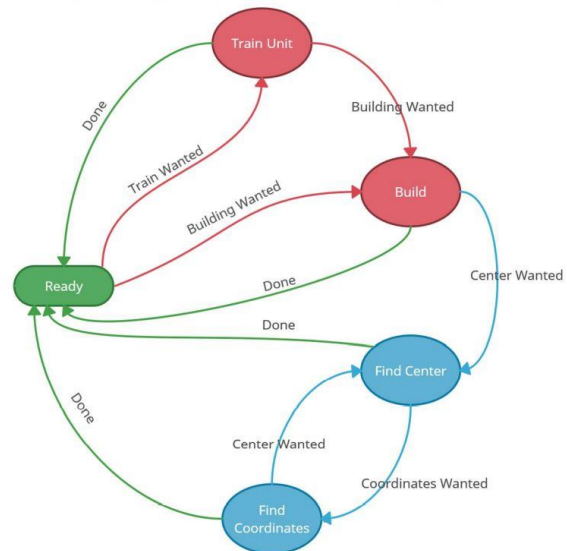 Train Unit
Building Wanted
Done
Train Wanted
Building Wanted
Build
Ready
Done
Center Wanted
Done
Find Center
Done
Center Wanted
Coordinates Wanted
Find
Coordinates